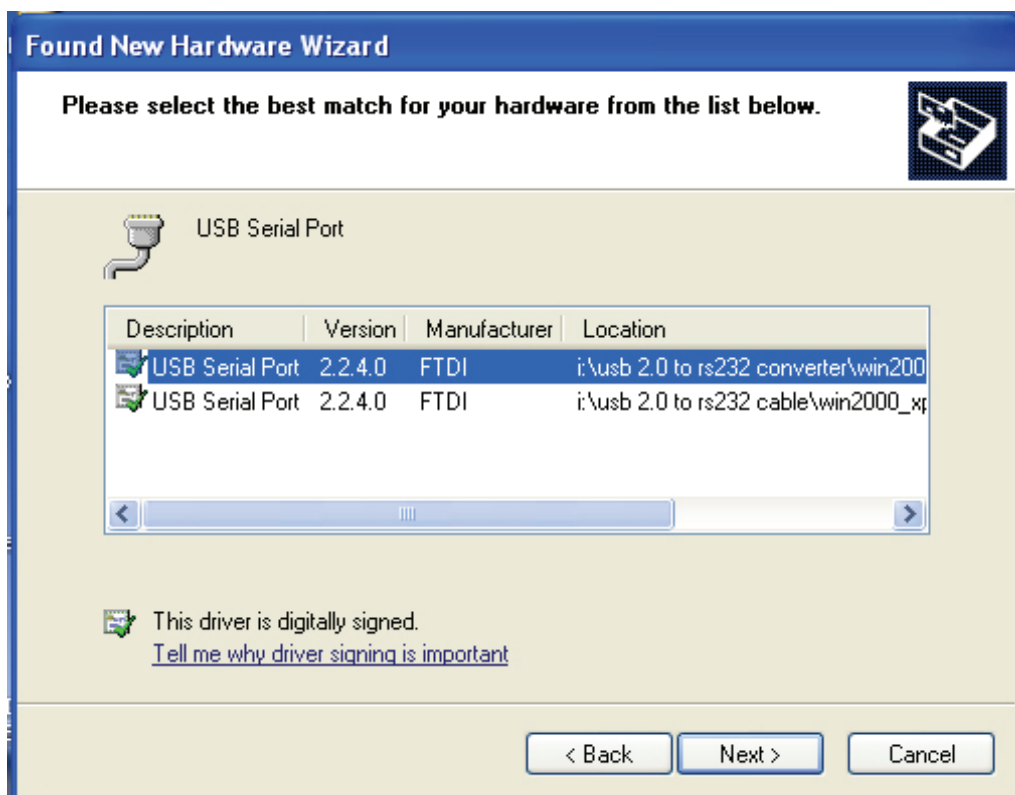 Found New Hardware Wizard
Please select the best match for your hardware from the list below.
USB Serial Port
Description Version Manufacturer Location
USB Serial Port 2.2.4.0 FTDI i:\usb 2.0 to rs232 converter\win200
USB Serial Port 2.2.4.0 FTDI i:\usb 2.0 to rs232 cable\win2000_xp
This driver is digitally signed.
Tell me why driver signing is important
< Back Next > Cancel